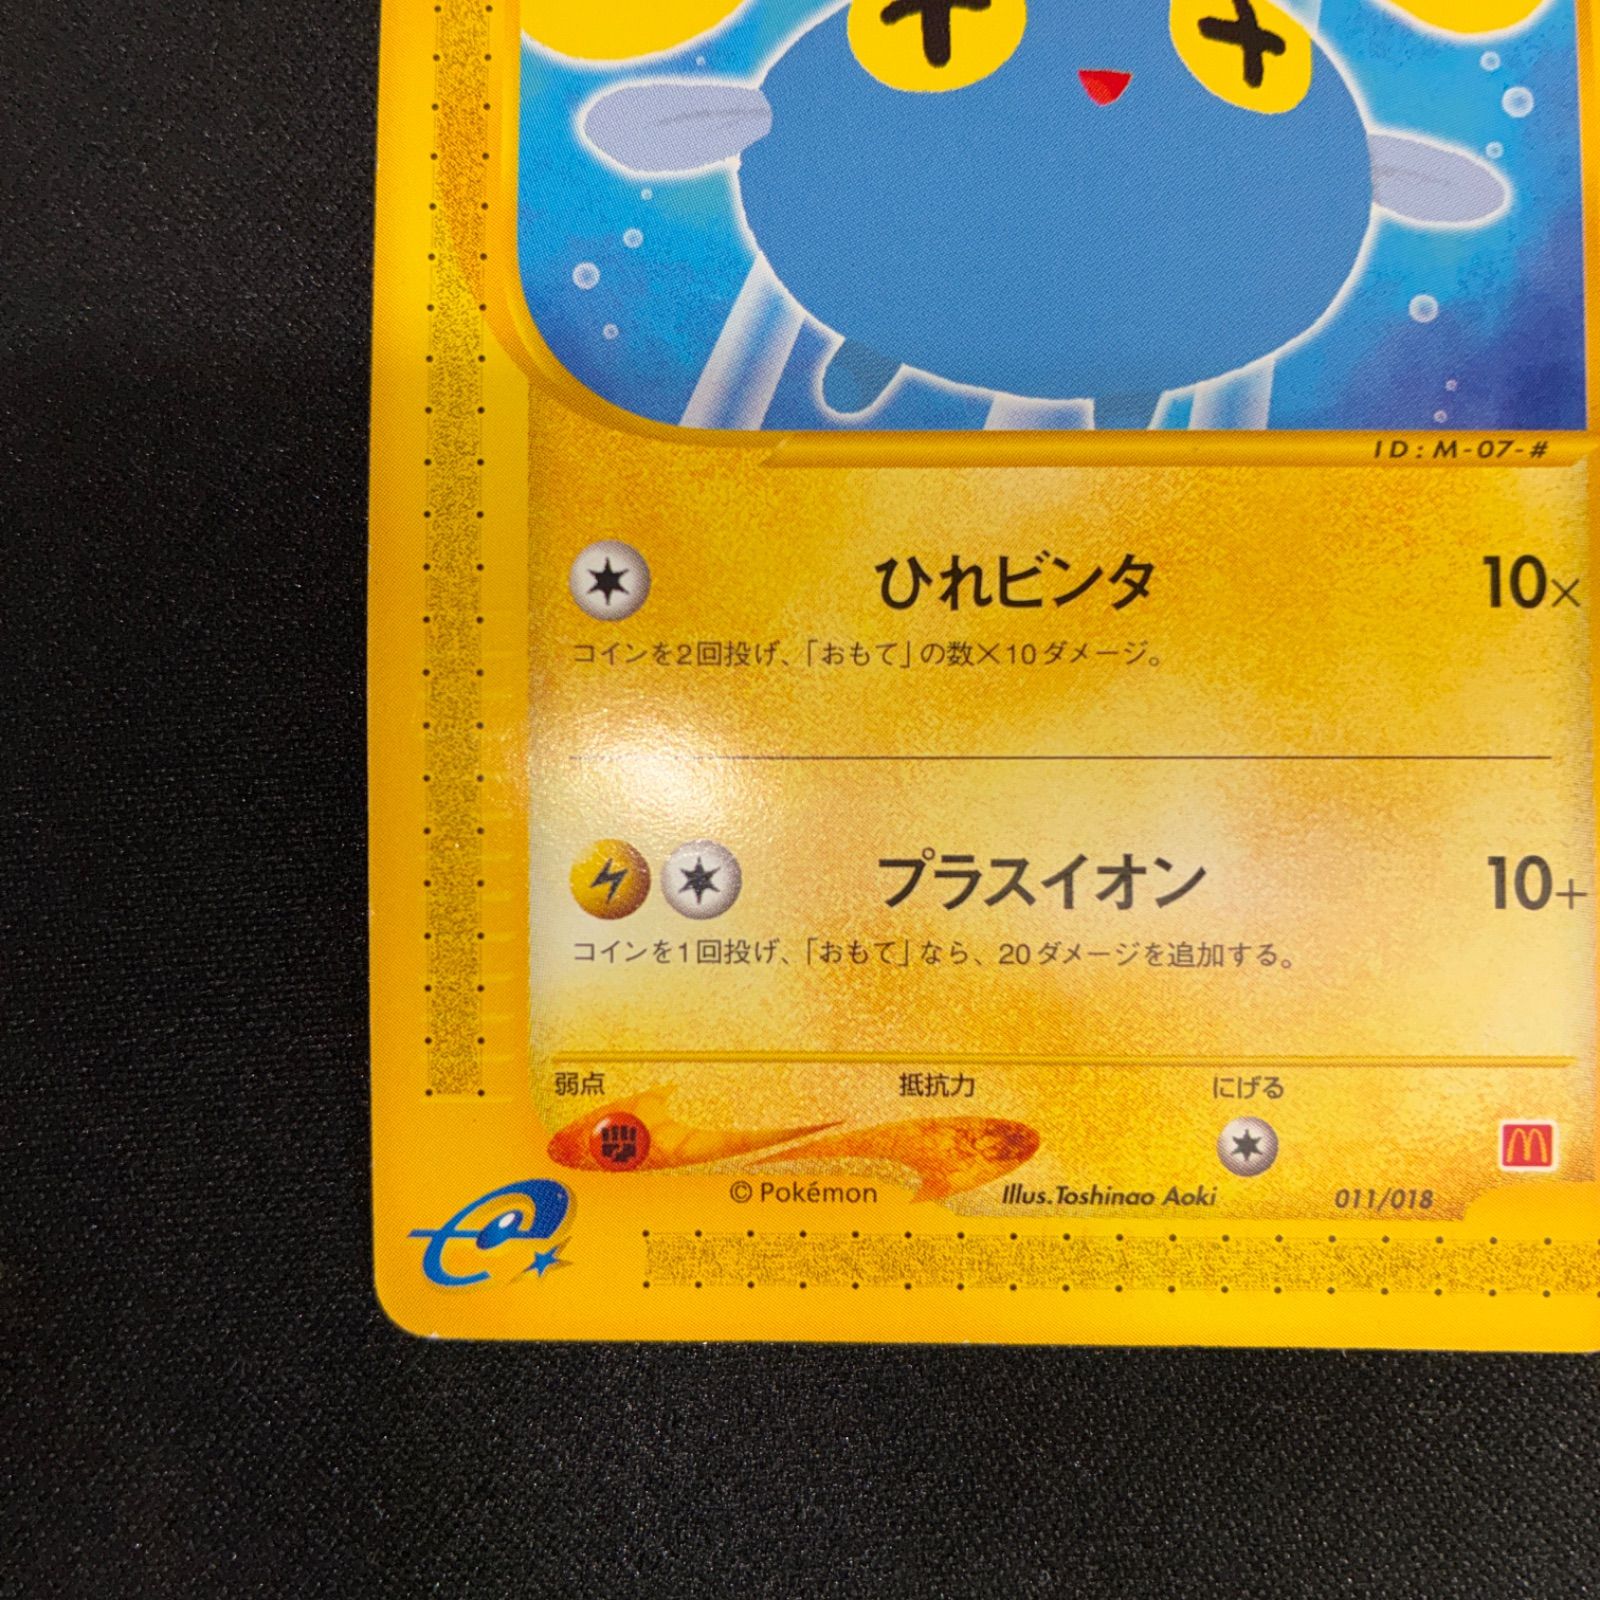 ID:M-07-#
ひれビンタ 10×
コインを2回投げ、「おもて」の数×10ダメージ。
プラスイオン 10+
コインを1回投げ、「おもて」なら、20ダメージを追加する。
弱点 抵抗力 にげる
© Pokémon Illus.Toshinao Aoki 011/018